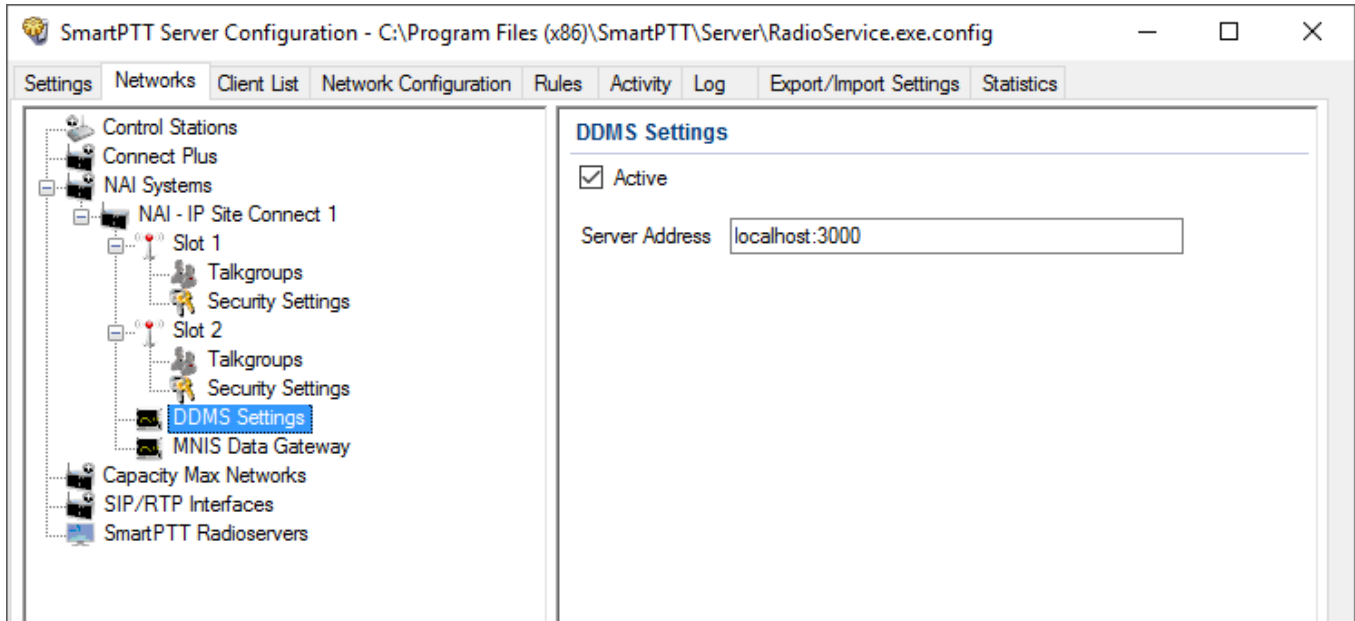 SmartPTT Server Configuration - C:\Program Files (x86)\SmartPTT\Server\RadioService.exe.config
Settings Networks Client List Network Configuration Rules Activity Log Export/Import Settings Statistics
Control Stations
Connect Plus
NAI Systems
NAI - IP Site Connect 1
Slot 1
Talkgroups
Security Settings
Slot 2
Talkgroups
Security Settings
DDMS Settings
MNIS Data Gateway
Capacity Max Networks
SIP/RTP Interfaces
SmartPTT Radioservers
DDMS Settings
Active
Server Address localhost:3000